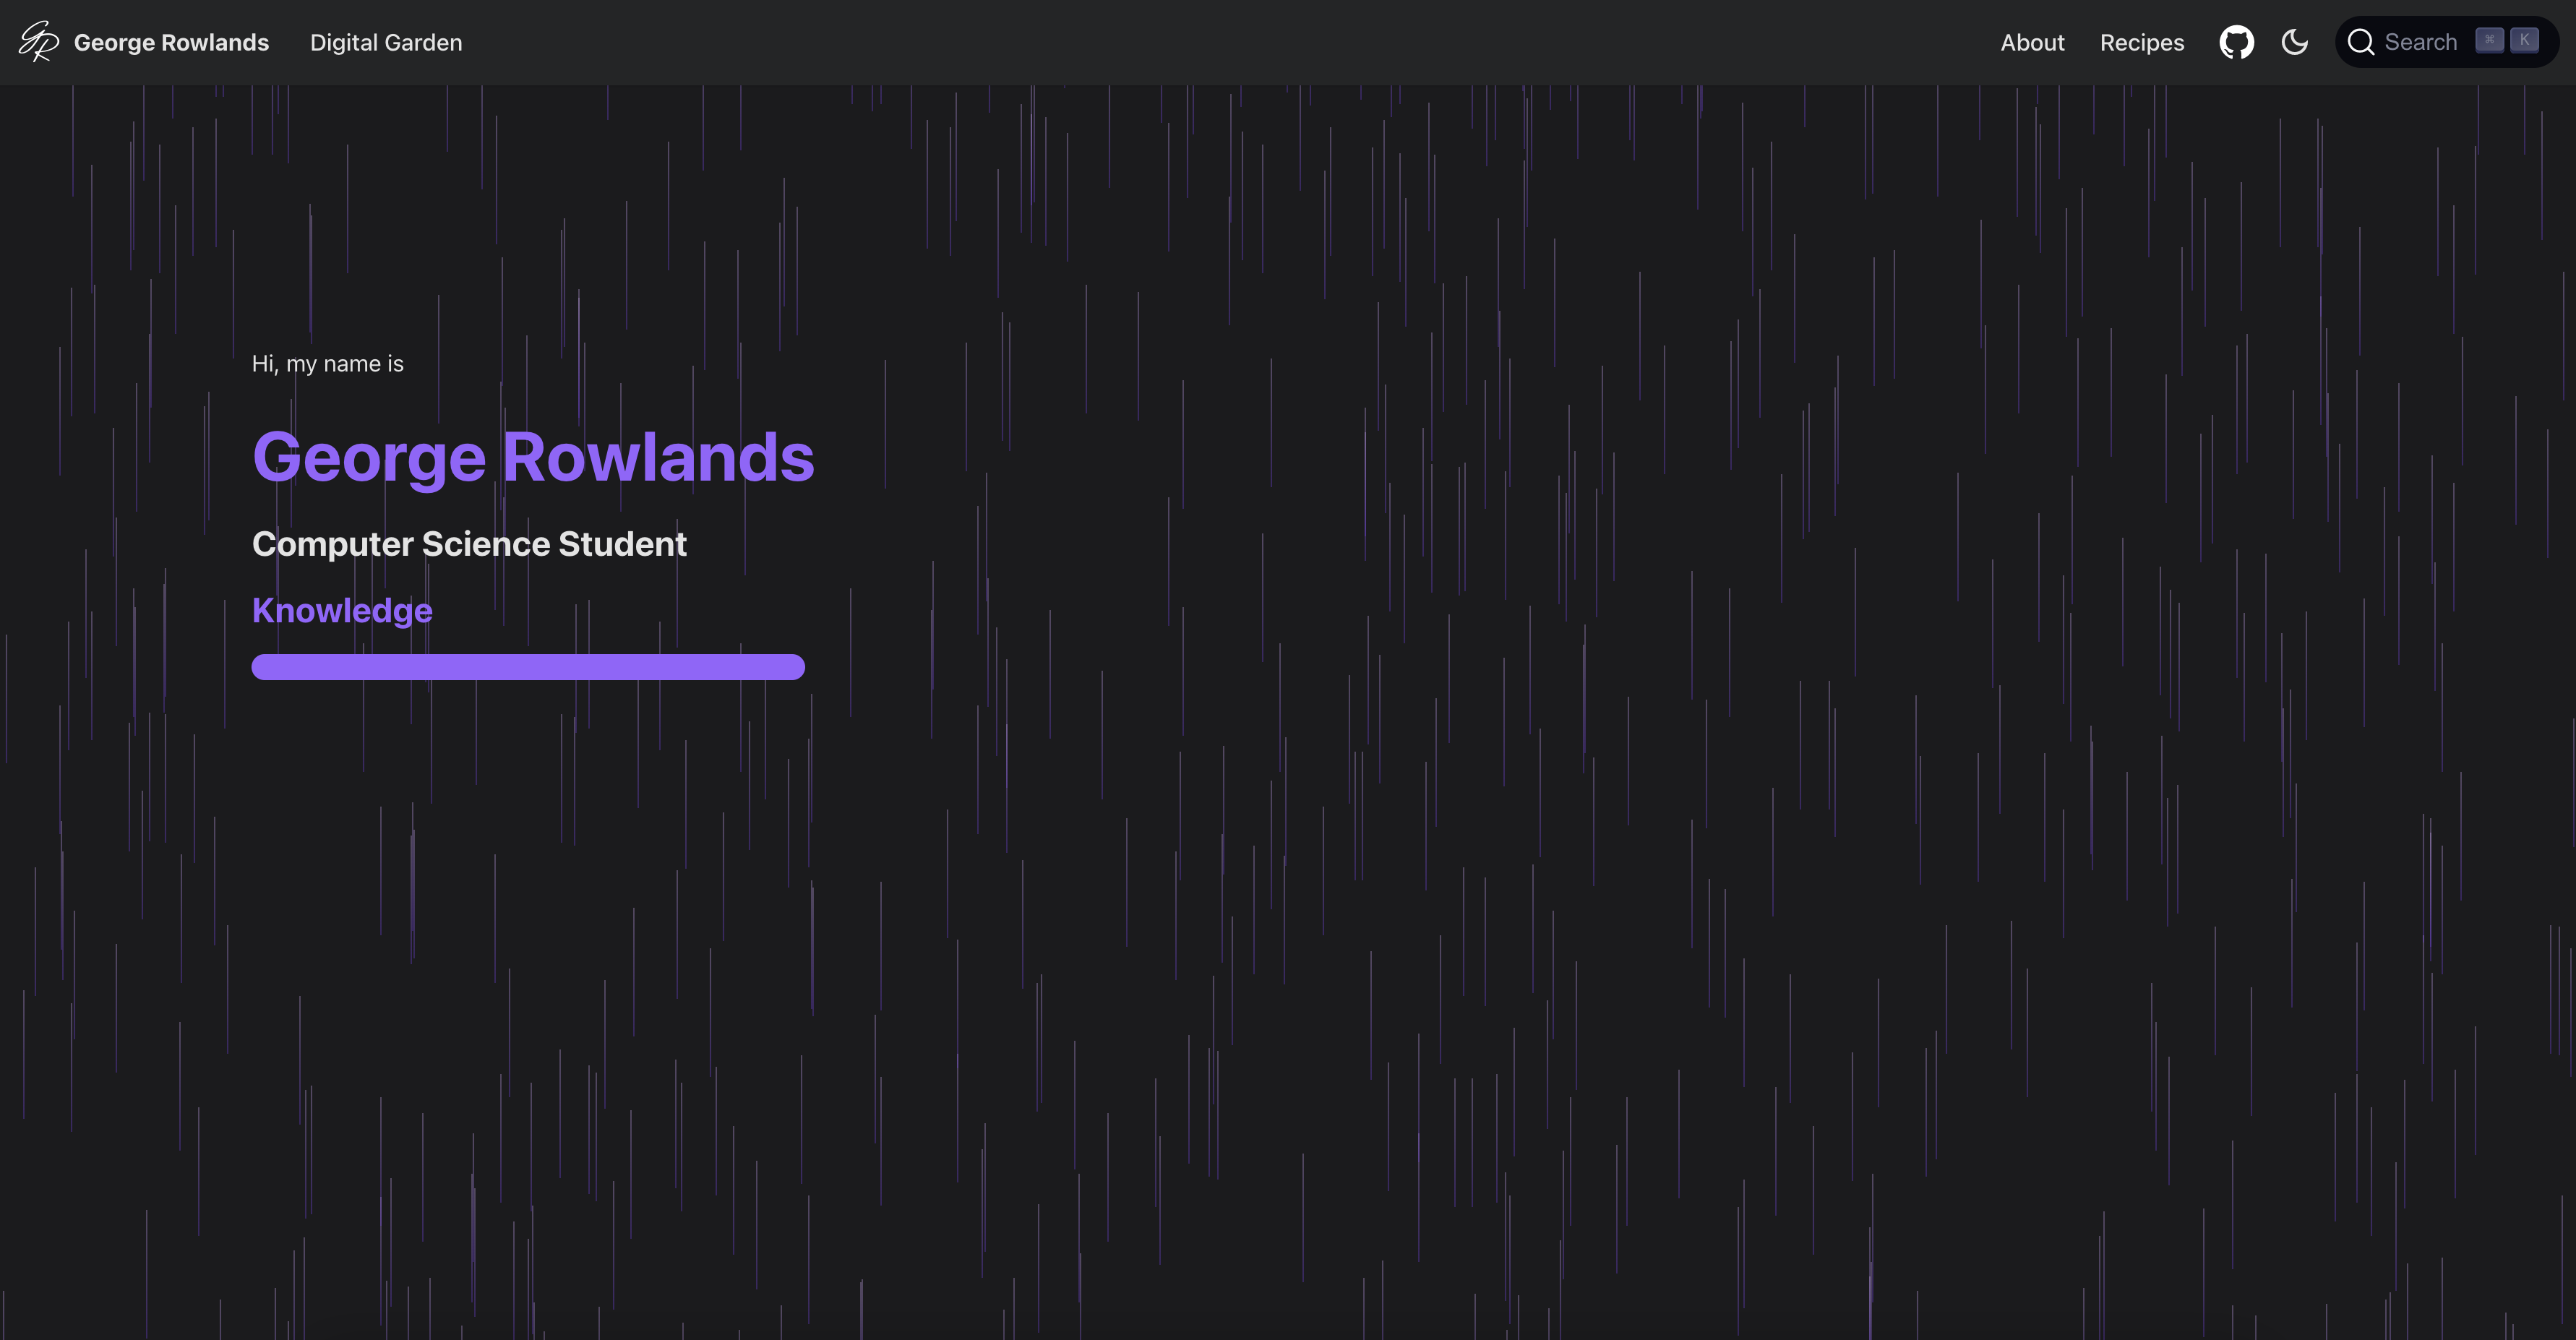 George Rowlands Digital Garden About Recipes Search ⌘ K
Hi, my name is
George Rowlands
Computer Science Student
Knowledge